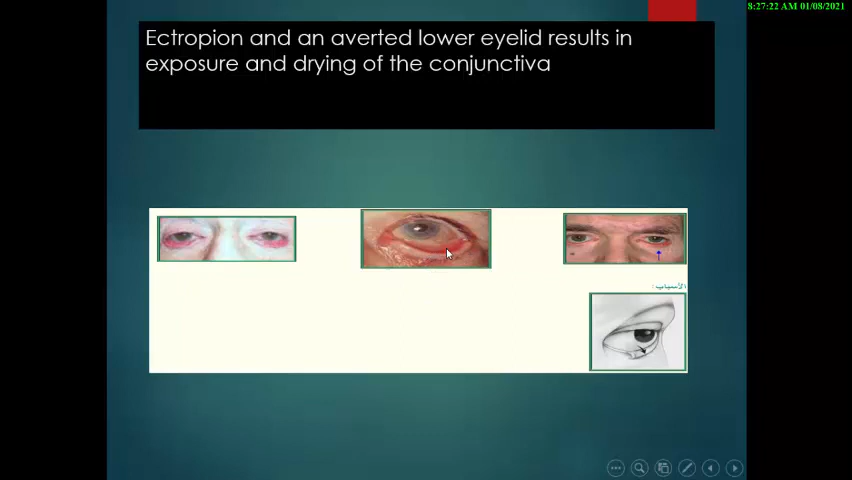 8:27:22 AM 01/08/2021
Ectropion and an averted lower eyelid results in
exposure and drying of the conjunctiva
الأسباب :